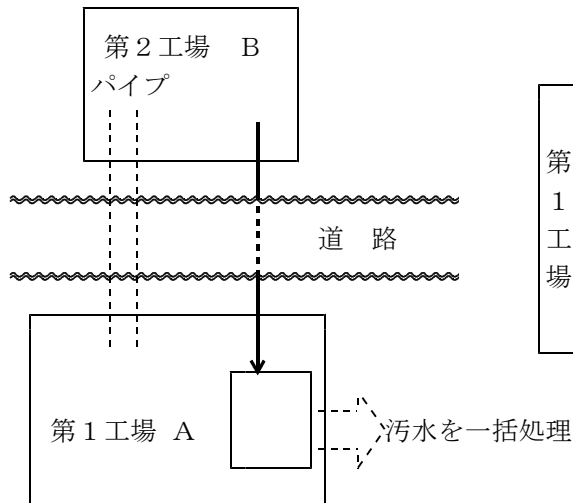 第２工場　Ｂ
パイプ
道　路
第１工場 Ａ
汚水を一括処理
第１工場